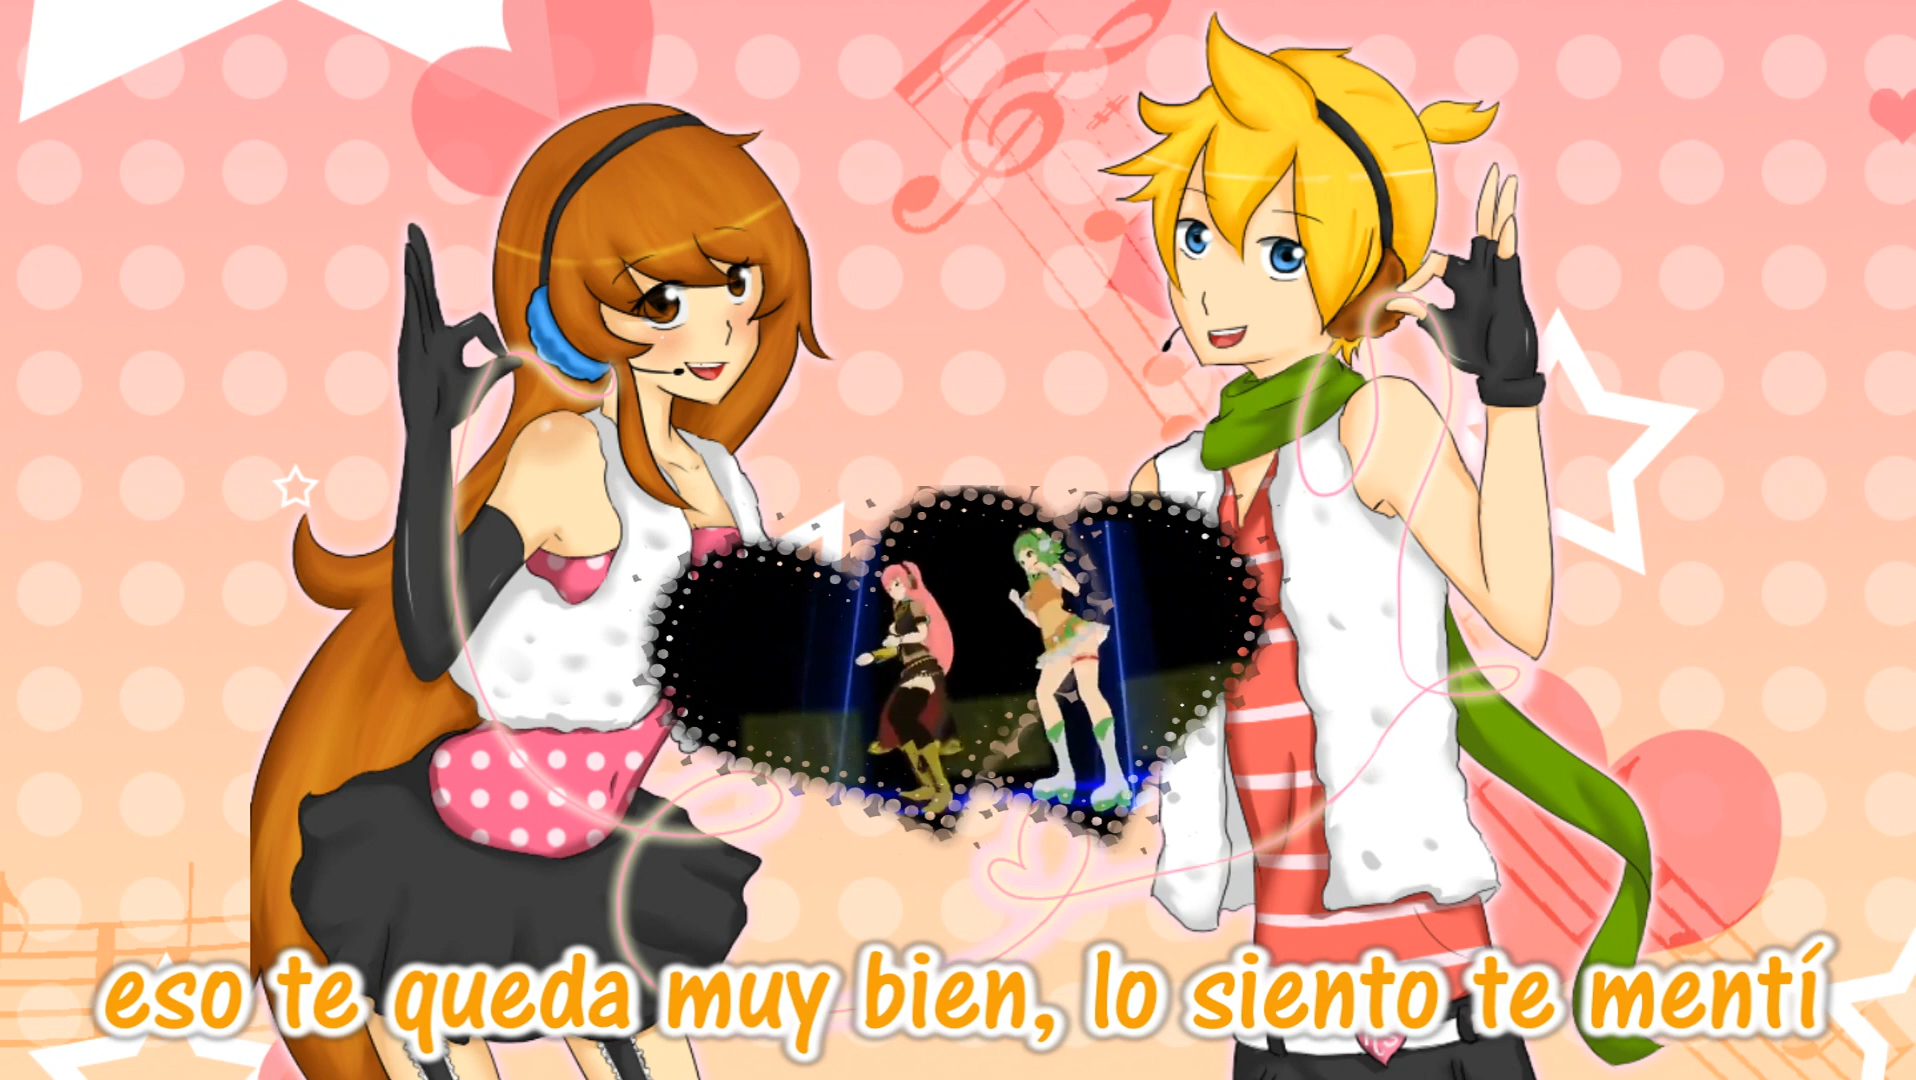 eso te queda muy bien, lo siento te mentí